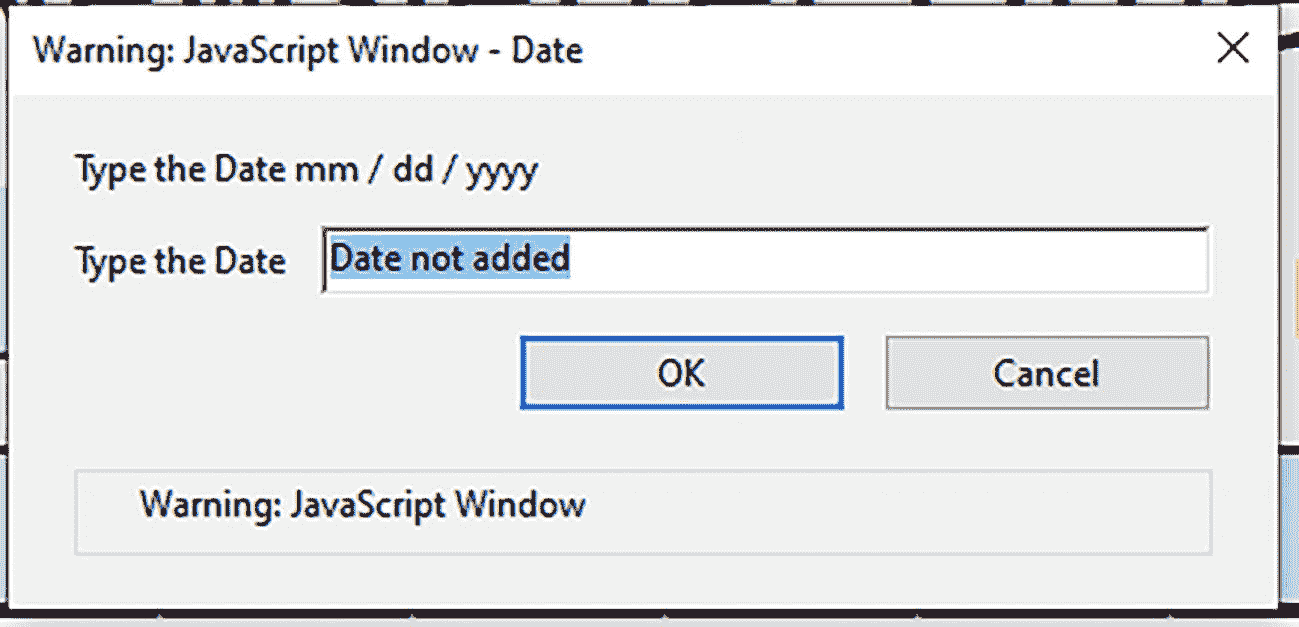 Warning: JavaScript Window - Date
Type the Date mm / dd / yyyy
Type the Date Date not added
OK Cancel
Warning: JavaScript Window